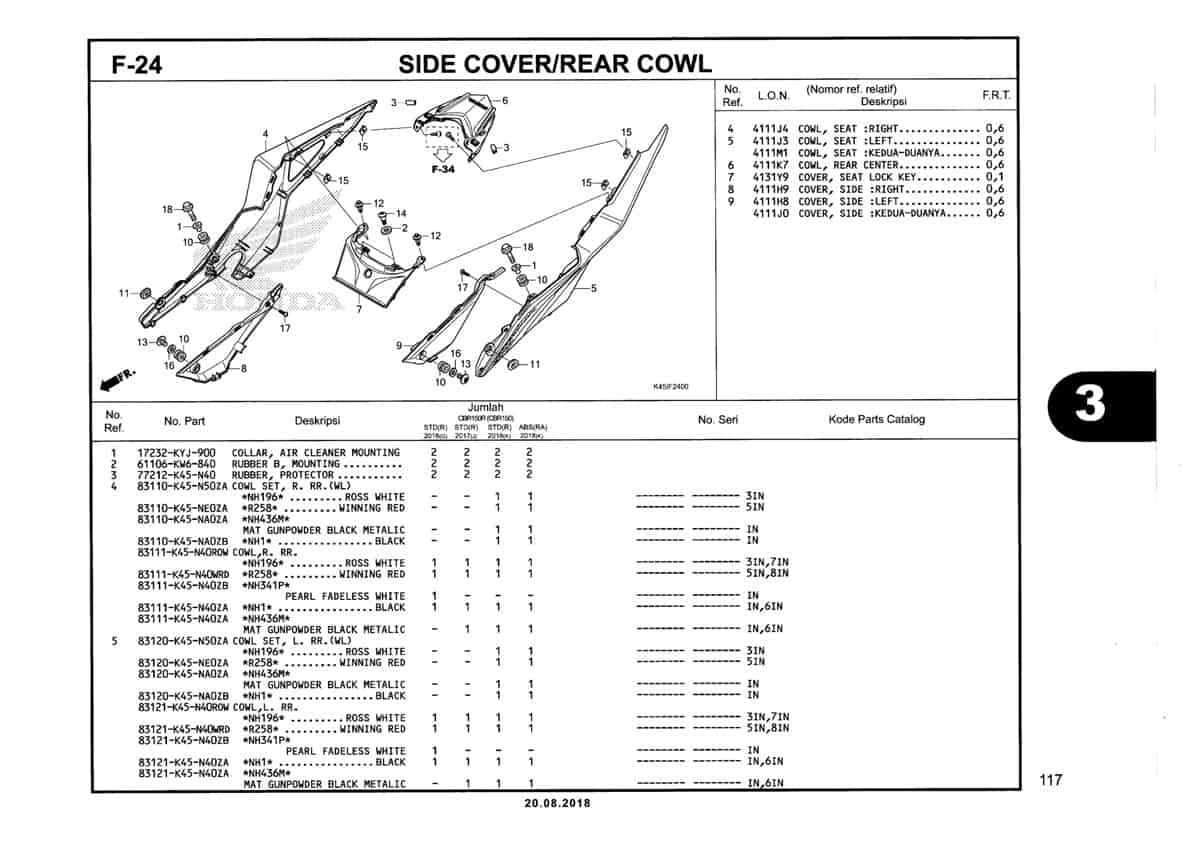 F-24 SIDE COVER/REAR COWL
No. Ref. L.O.N. (Nomor ref. relatif) Deskripsi F.R.T.
4 4111J4 COWL, SEAT :RIGHT.............. 0,6
5 4111J3 COWL, SEAT :LEFT............... 0,6
4111M1 COWL, SEAT :KEDUA-DUANYA....... 0,6
6 4111K7 COWL, REAR CENTER.............. 0,6
7 4131Y9 COVER, SEAT LOCK KEY........... 0,1
8 4111H9 COVER, SIDE :RIGHT............. 0,6
9 4111H8 COVER, SIDE :LEFT.............. 0,6
4111J0 COVER, SIDE :KEDUA-DUANYA...... 0,6
3
6
4
15
15
3
F-34
15
12
15
14
18
2
1
12
10
18
1
10
17
11
5
HONDA
7
17
13
10
9
16
16
13
11
8
10
FR.
K45JF2400
3
No. Ref. No. Part Deskripsi Jumlah No. Seri Kode Parts Catalog
CBR150R (CBR150)
STD(R) STD(R) STD(R) ABS(RA)
2016(G) 2017(J) 2018(K) 2018(K)
1 17232-KYJ-900 COLLAR, AIR CLEANER MOUNTING 2 2 2 2
2 61106-KW6-840 RUBBER B, MOUNTING.......... 2 2 2 2
3 77212-K45-N40 RUBBER, PROTECTOR........... 2 2 2 2
4 83110-K45-N50ZA COWL SET, R. RR.(WL)
*NH196* .........ROSS WHITE - - 1 1 -------- -------- 3IN
83110-K45-NE0ZA *R258* .........WINNING RED - - 1 1 -------- -------- 5IN
83110-K45-NA0ZA *NH436M*
MAT GUNPOWDER BLACK METALIC - - 1 1 -------- -------- IN
83110-K45-NA0ZB *NH1* ................BLACK - - 1 1 -------- -------- IN
83111-K45-N40ROW COWL,R. RR.
*NH196* .........ROSS WHITE 1 1 1 1 -------- -------- 3IN,7IN
83111-K45-N40WRD *R258* .........WINNING RED 1 1 1 1 -------- -------- 5IN,8IN
83111-K45-N40ZB *NH341P*
PEARL FADELESS WHITE 1 - - - -------- -------- IN
83111-K45-N40ZA *NH1* ................BLACK 1 1 1 1 -------- -------- IN,6IN
83111-K45-N40ZA *NH436M*
MAT GUNPOWDER BLACK METALIC - 1 1 1 -------- -------- IN,6IN
5 83120-K45-N50ZA COWL SET, L. RR.(WL)
*NH196* .........ROSS WHITE - - 1 1 -------- -------- 3IN
83120-K45-NE0ZA *R258* .........WINNING RED - - 1 1 -------- -------- 5IN
83120-K45-NA0ZA *NH436M*
MAT GUNPOWDER BLACK METALIC - - 1 1 -------- -------- IN
83120-K45-NA0ZB *NH1* ................BLACK - - 1 1 -------- -------- IN
83121-K45-N40ROW COWL,L. RR.
*NH196* .........ROSS WHITE 1 1 1 1 -------- -------- 3IN,7IN
83121-K45-N40WRD *R258* .........WINNING RED 1 1 1 1 -------- -------- 5IN,8IN
83121-K45-N40ZB *NH341P*
PEARL FADELESS WHITE 1 - - - -------- -------- IN
83121-K45-N40ZA *NH1* ................BLACK 1 1 1 1 -------- -------- IN,6IN
83121-K45-N40ZA *NH436M*
MAT GUNPOWDER BLACK METALIC - 1 1 1 -------- -------- IN,6IN
117
20.08.2018